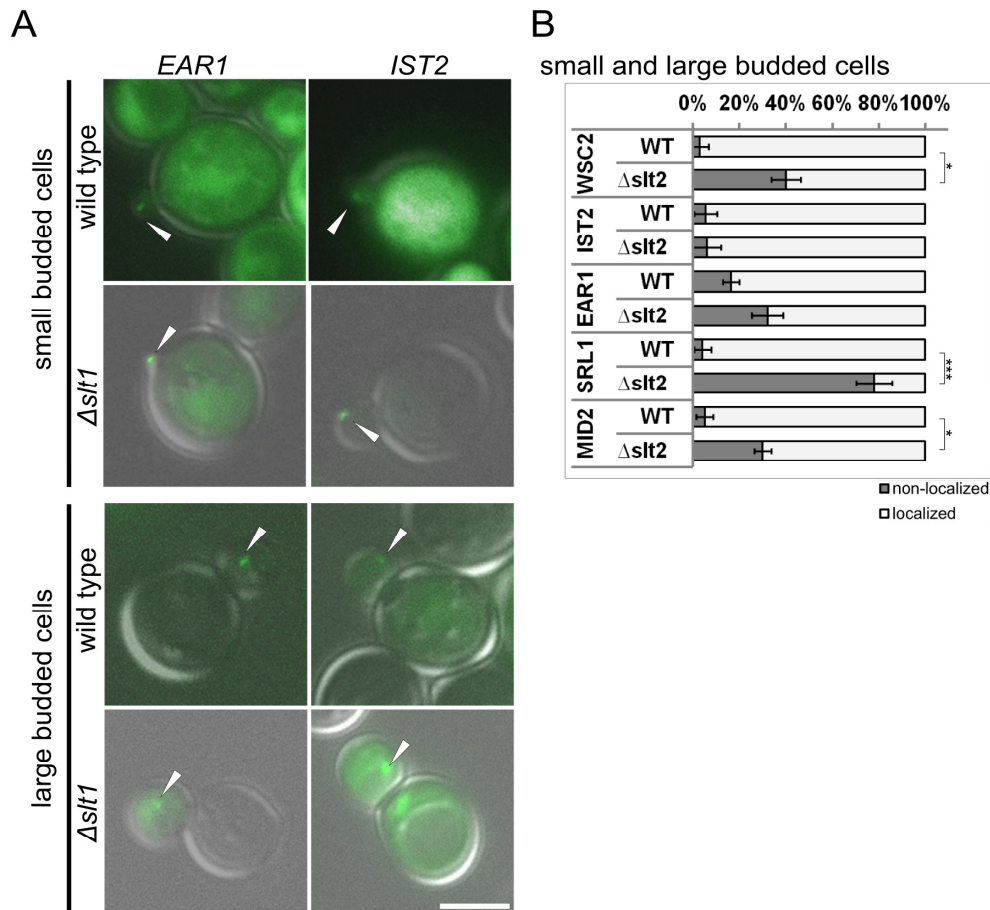 A
EAR1 IST2
small budded cells
wild type
Δslt1
large budded cells
wild type
Δslt1
B
small and large budded cells
0% 20% 40% 60% 80% 100%
WSC2
WT
Δslt2
*
IST2
WT
Δslt2
EAR1
WT
Δslt2
SRL1
WT
Δslt2
***
MID2
WT
Δslt2
*
non-localized
localized